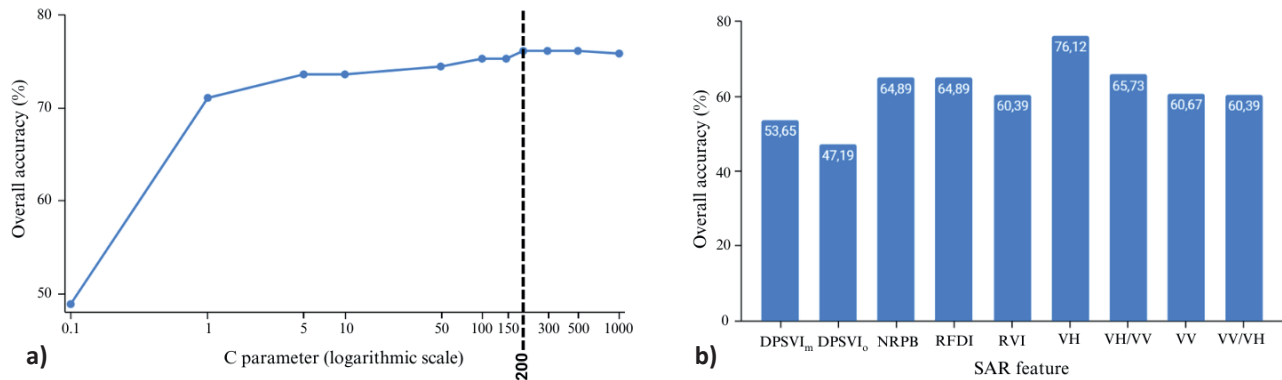 80
70
60
50
Overall accuracy (%)
0.1 1 5 10 50 100 150 300 500 1000
200
C parameter (logarithmic scale)
a)
80
60
40
20
0
Overall accuracy (%)
53,65
47,19
64,89
64,89
60,39
76,12
65,73
60,67
60,39
DPSVIm DPSVIo NRPB RFDI RVI VH VH/VV VV VV/VH
SAR feature
b)